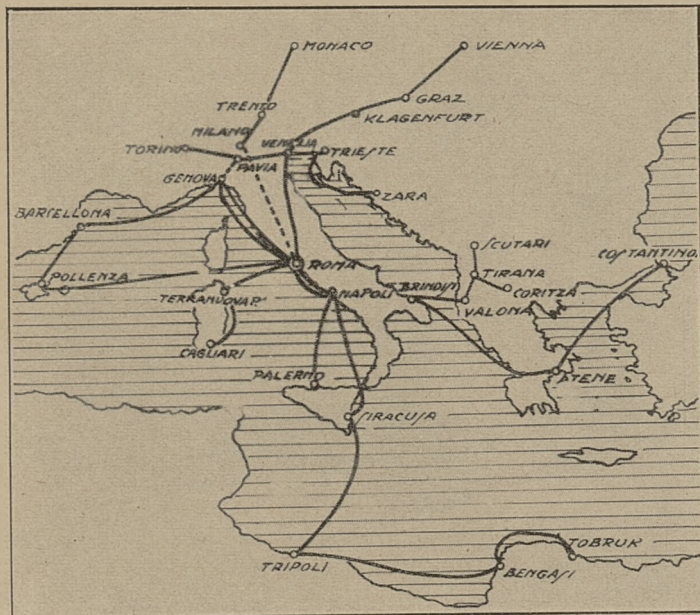 MONACO
VIENNA
GRAZ
TRENTO
KLAGENFURT
MILANO
TORINO
VENEZIA
TRIESTE
PAVIA
GENOVA
ZARA
BARCELLONA
SCUTARI
COSTANTINO.
POLLENZA
ROMA
TIRANA
TERRANUOVA P.
NAPOLI
BRINDISI
CORITZA
VALONA
CAGLIARI
PALERMO
ATENE
SIRACUSA
TOBRUK
TRIPOLI
BENGASI